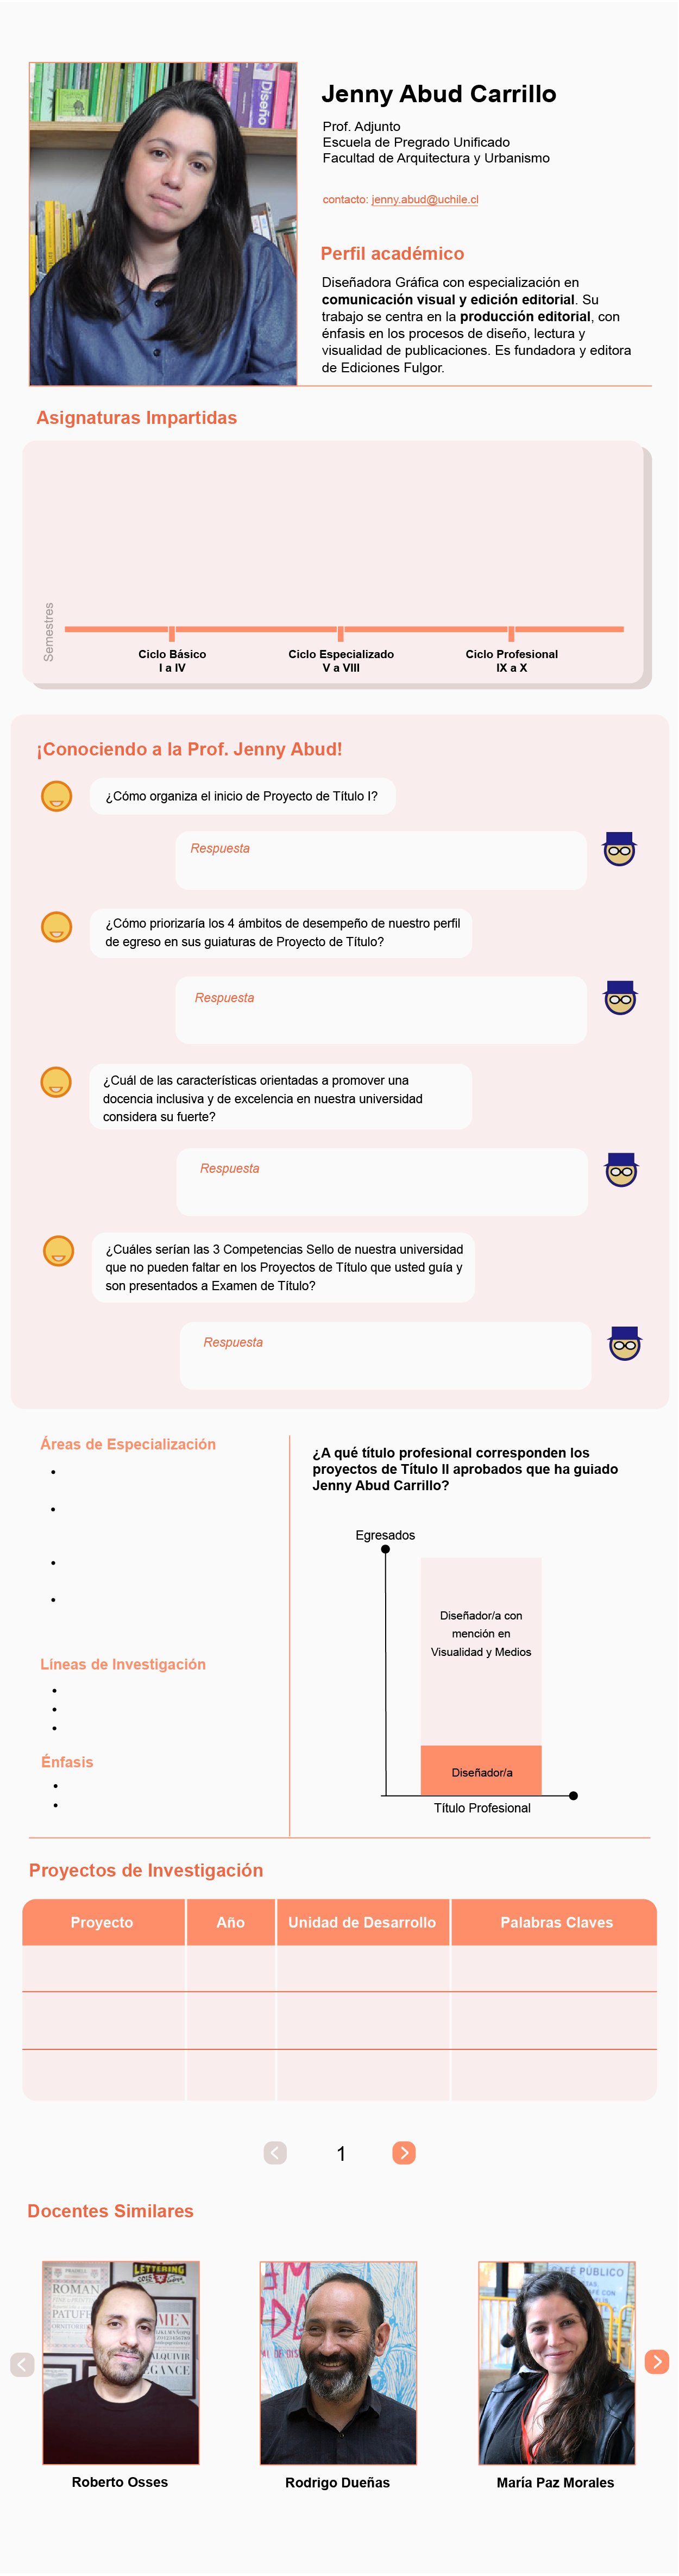 Diseño
Jenny Abud Carrillo
Prof. Adjunto
Escuela de Pregrado Unificado
Facultad de Arquitectura y Urbanismo
contacto: jenny.abud@uchile.cl
Perfil académico
Diseñadora Gráfica con especialización en
comunicación visual y edición editorial. Su
trabajo se centra en la producción editorial, con
énfasis en los procesos de diseño, lectura y
visualidad de publicaciones. Es fundadora y editora
de Ediciones Fulgor.
Asignaturas Impartidas
Semestres
Ciclo Básico
I a IV
Ciclo Especializado
V a VIII
Ciclo Profesional
IX a X
¡Conociendo a la Prof. Jenny Abud!
¿Cómo organiza el inicio de Proyecto de Título I?
Respuesta
¿Cómo priorizaría los 4 ámbitos de desempeño de nuestro perfil
de egreso en sus guiaturas de Proyecto de Título?
Respuesta
¿Cuál de las características orientadas a promover una
docencia inclusiva y de excelencia en nuestra universidad
considera su fuerte?
Respuesta
¿Cuáles serían las 3 Competencias Sello de nuestra universidad
que no pueden faltar en los Proyectos de Título que usted guía y
son presentados a Examen de Título?
Respuesta
Áreas de Especialización
Líneas de Investigación
Énfasis
¿A qué título profesional corresponden los
proyectos de Título II aprobados que ha guiado
Jenny Abud Carrillo?
Egresados
Diseñador/a con
mención en
Visualidad y Medios
Diseñador/a
Título Profesional
Proyectos de Investigación
Proyecto
Año
Unidad de Desarrollo
Palabras Claves
1
Docentes Similares
LETTERING
ROMAN
CAFÉ PÚBLICO
Roberto Osses
Rodrigo Dueñas
María Paz Morales